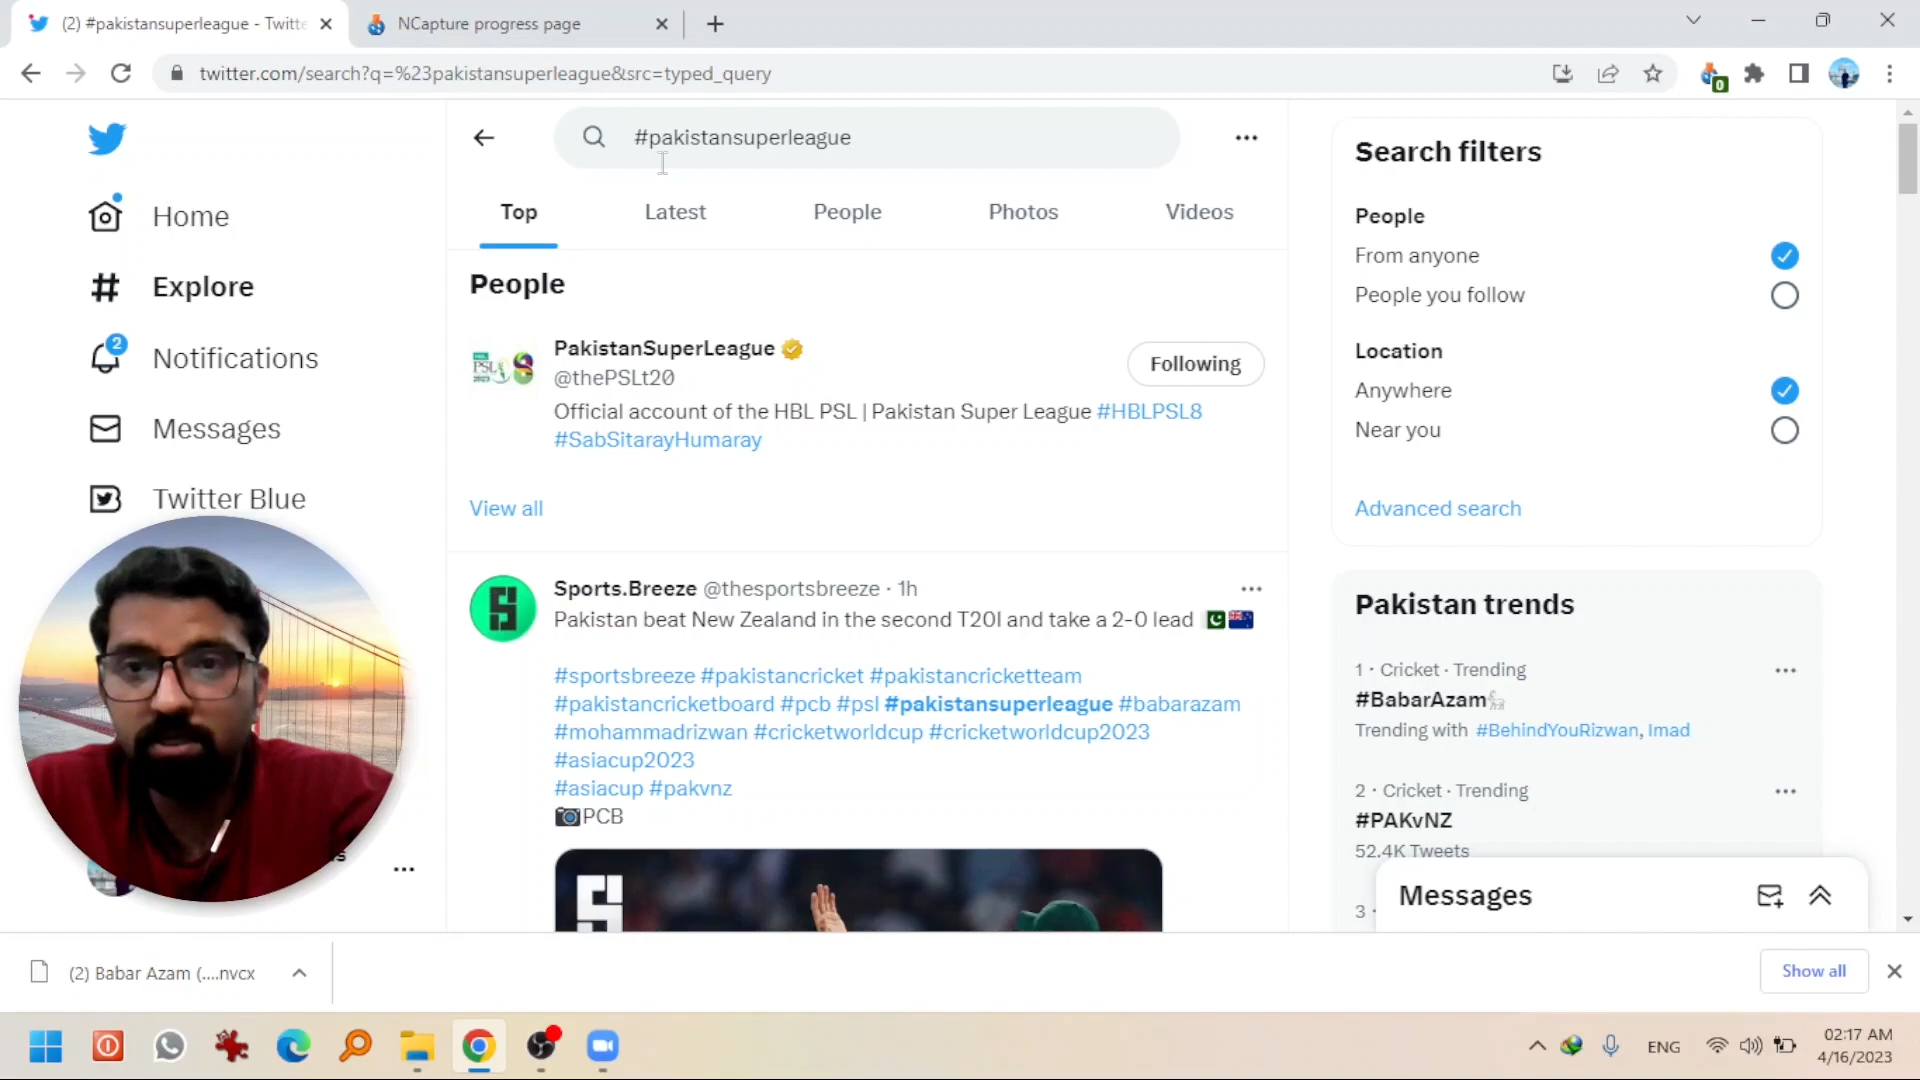 (2) #pakistansuperleague - Twitte
NCapture progress page
twitter.com/search?q=%23pakistansuperleague&src=typed_query
0
#pakistansuperleague
Top
Latest
People
Photos
Videos
Home
Explore
2
Notifications
Messages
Twitter Blue
People
PSL
2023
PakistanSuperLeague
@thePSLt20
Following
Official account of the HBL PSL | Pakistan Super League #HBLPSL8
#SabSitarayHumaray
View all
Sports.Breeze @thesportsbreeze · 1h
Pakistan beat New Zealand in the second T20I and take a 2-0 lead
#sportsbreeze #pakistancricket #pakistancricketteam
#pakistancricketboard #pcb #psl #pakistansuperleague #babarazam
#mohammadrizwan #cricketworldcup #cricketworldcup2023
#asiacup2023
#asiacup #pakvnz
PCB
Search filters
People
From anyone
People you follow
Location
Anywhere
Near you
Advanced search
Pakistan trends
1 · Cricket · Trending
#BabarAzam
Trending with #BehindYouRizwan, Imad
2 · Cricket · Trending
#PAKvNZ
52.4K Tweets
3 ·
Messages
(2) Babar Azam (....nvcx
Show all
ENG
02:17 AM
4/16/2023